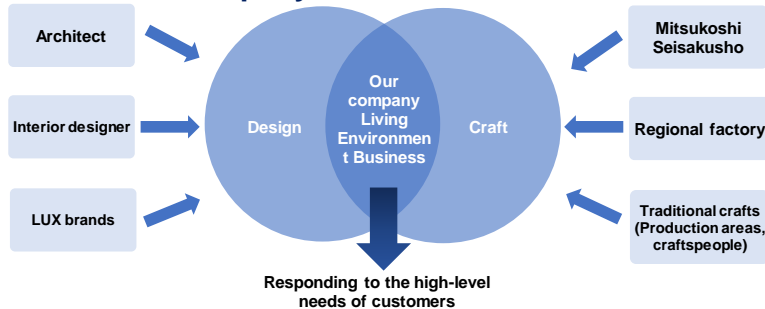 Architect
Interior designer
LUX brands
Design
Our
company
Living
Environmen
t Business
Craft
Mitsukoshi
Seisakusho
Regional factory
Traditional crafts
(Production areas,
craftspeople)
Responding to the high-level
needs of customers